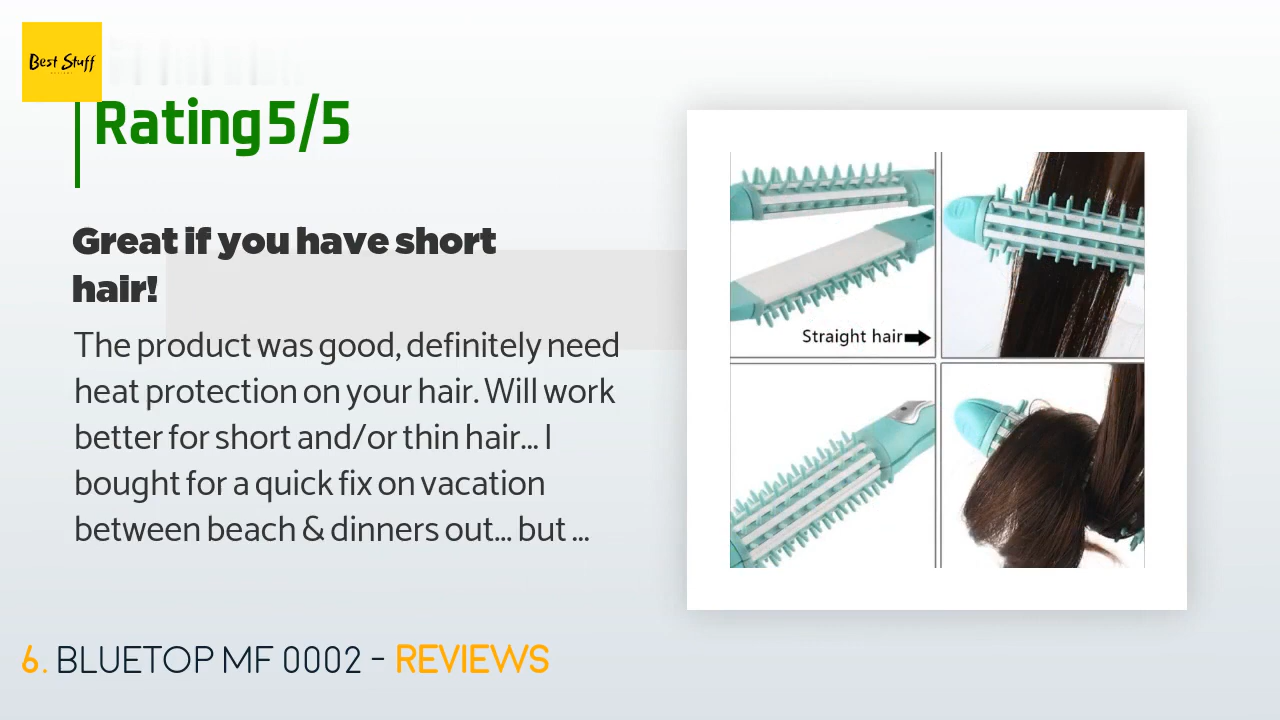 Best Stuff
Rating 5/5
Great if you have short
hair!
The product was good, definitely need
heat protection on your hair. Will work
better for short and/or thin hair... I
bought for a quick fix on vacation
between beach & dinners out... but ...
Straight hair
6. BLUETOP MF 0002 - REVIEWS